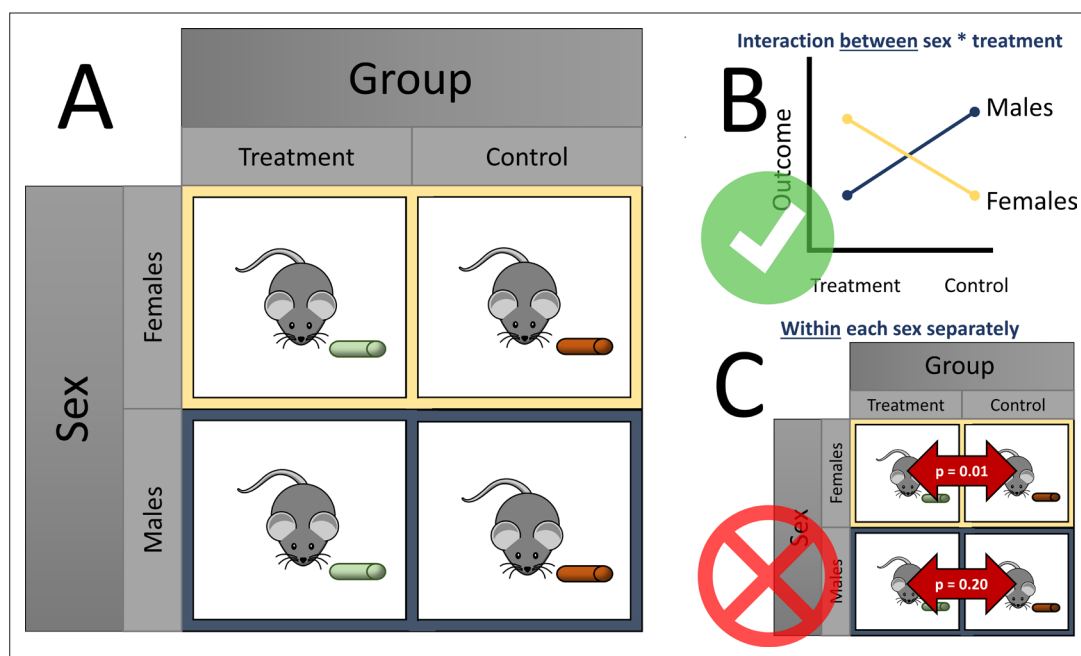 A
Group
Treatment
Control
Sex
Females
Males
Interaction between sex * treatment
B
Outcome
Males
Females
Treatment
Control
Within each sex separately
C
Group
Treatment
Control
Sex
Females
p = 0.01
Males
p = 0.20